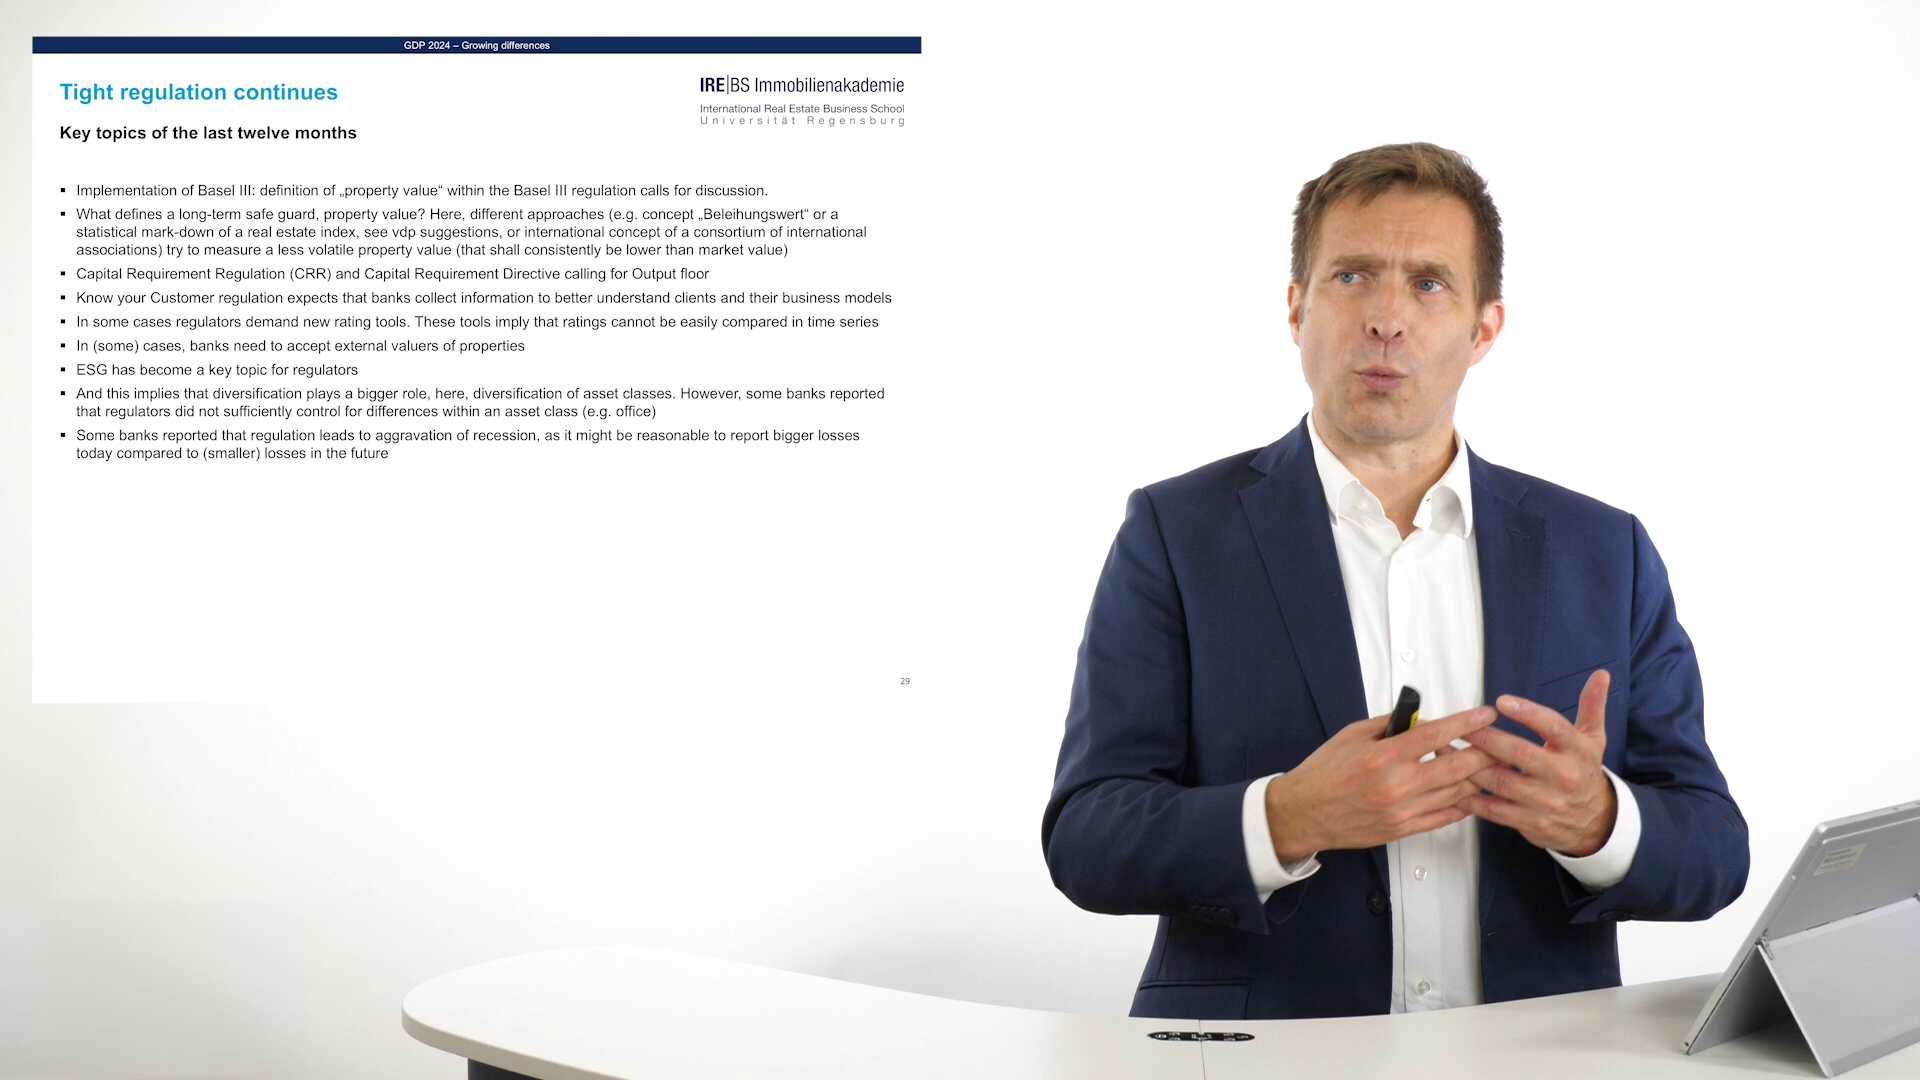 GDP 2024 – Growing differences
Tight regulation continues
IRE|BS Immobilienakademie
International Real Estate Business School
Universität Regensburg
Key topics of the last twelve months
▪ Implementation of Basel III: definition of „property value“ within the Basel III regulation calls for discussion.
▪ What defines a long-term safe guard, property value? Here, different approaches (e.g. concept „Beleihungswert“ or a
statistical mark-down of a real estate index, see vdp suggestions, or international concept of a consortium of international
associations) try to measure a less volatile property value (that shall consistently be lower than market value)
▪ Capital Requirement Regulation (CRR) and Capital Requirement Directive calling for Output floor
▪ Know your Customer regulation expects that banks collect information to better understand clients and their business models
▪ In some cases regulators demand new rating tools. These tools imply that ratings cannot be easily compared in time series
▪ In (some) cases, banks need to accept external valuers of properties
▪ ESG has become a key topic for regulators
▪ And this implies that diversification plays a bigger role, here, diversification of asset classes. However, some banks reported
that regulators did not sufficiently control for differences within an asset class (e.g. office)
▪ Some banks reported that regulation leads to aggravation of recession, as it might be reasonable to report bigger losses
today compared to (smaller) losses in the future
29